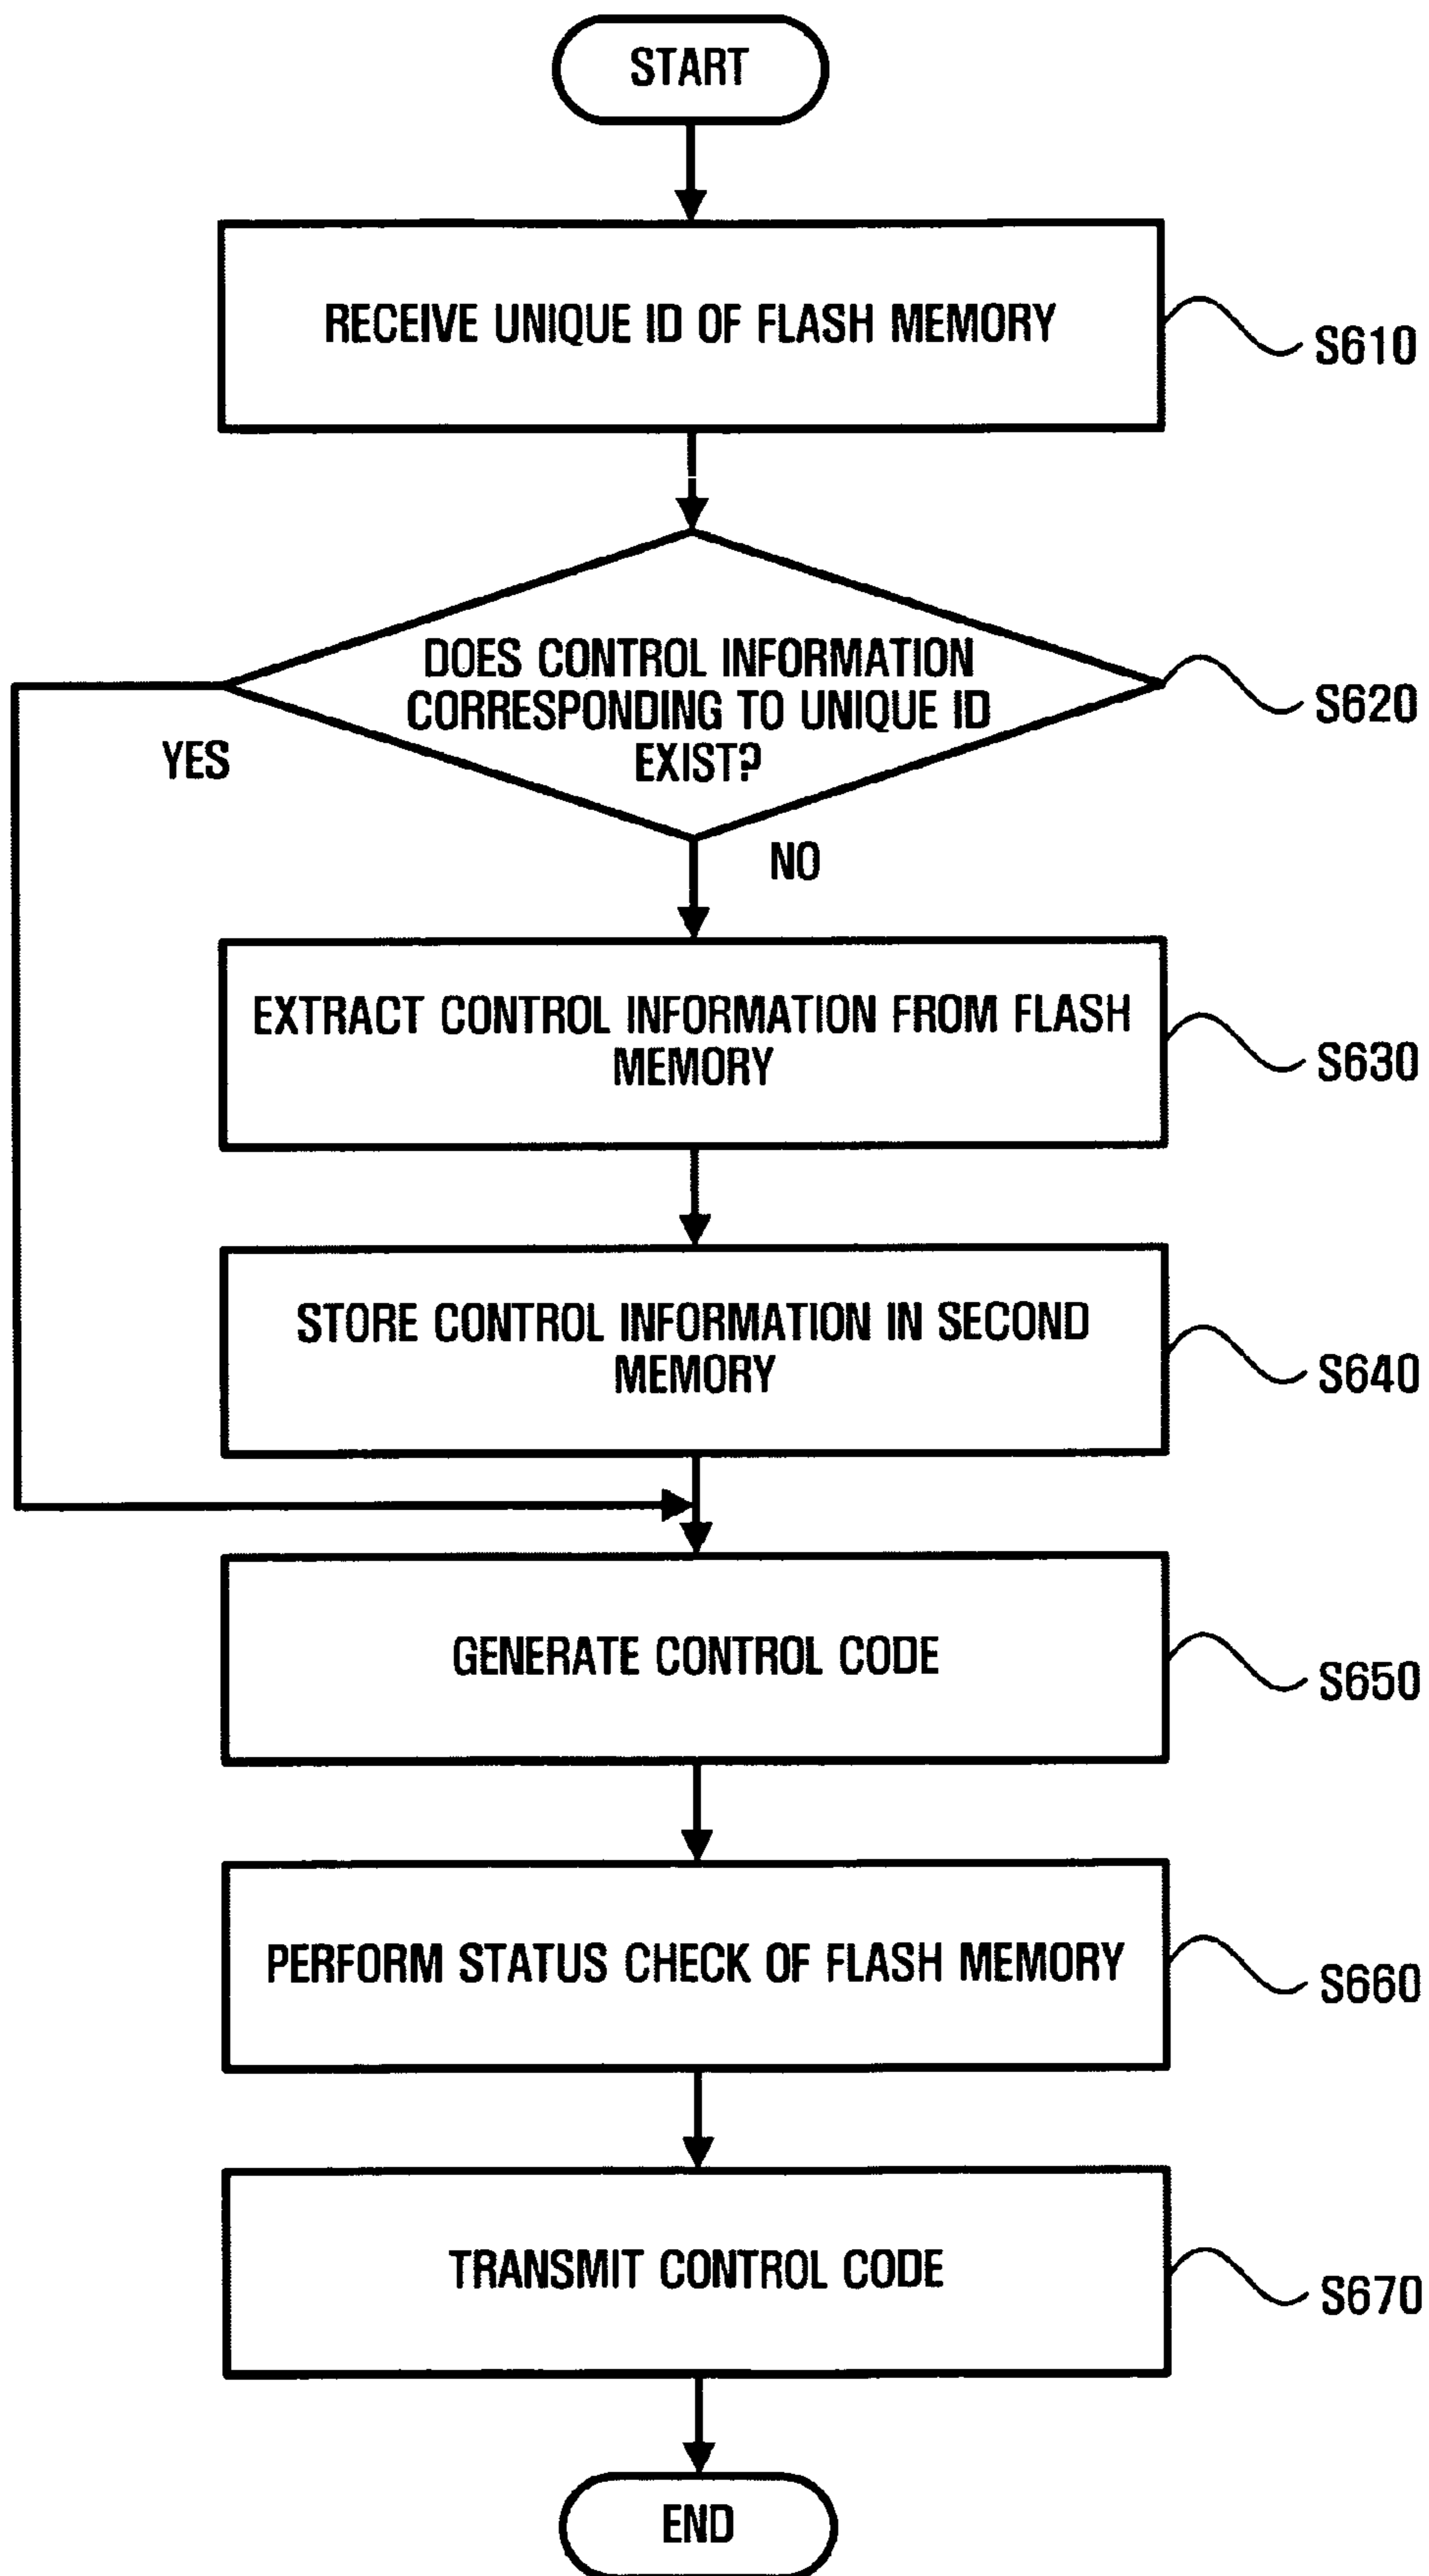 START
RECEIVE UNIQUE ID OF FLASH MEMORY
S610
DOES CONTROL INFORMATION
CORRESPONDING TO UNIQUE ID
EXIST?
S620
YES
NO
EXTRACT CONTROL INFORMATION FROM FLASH
MEMORY
S630
STORE CONTROL INFORMATION IN SECOND
MEMORY
S640
GENERATE CONTROL CODE
S650
PERFORM STATUS CHECK OF FLASH MEMORY
S660
TRANSMIT CONTROL CODE
S670
END